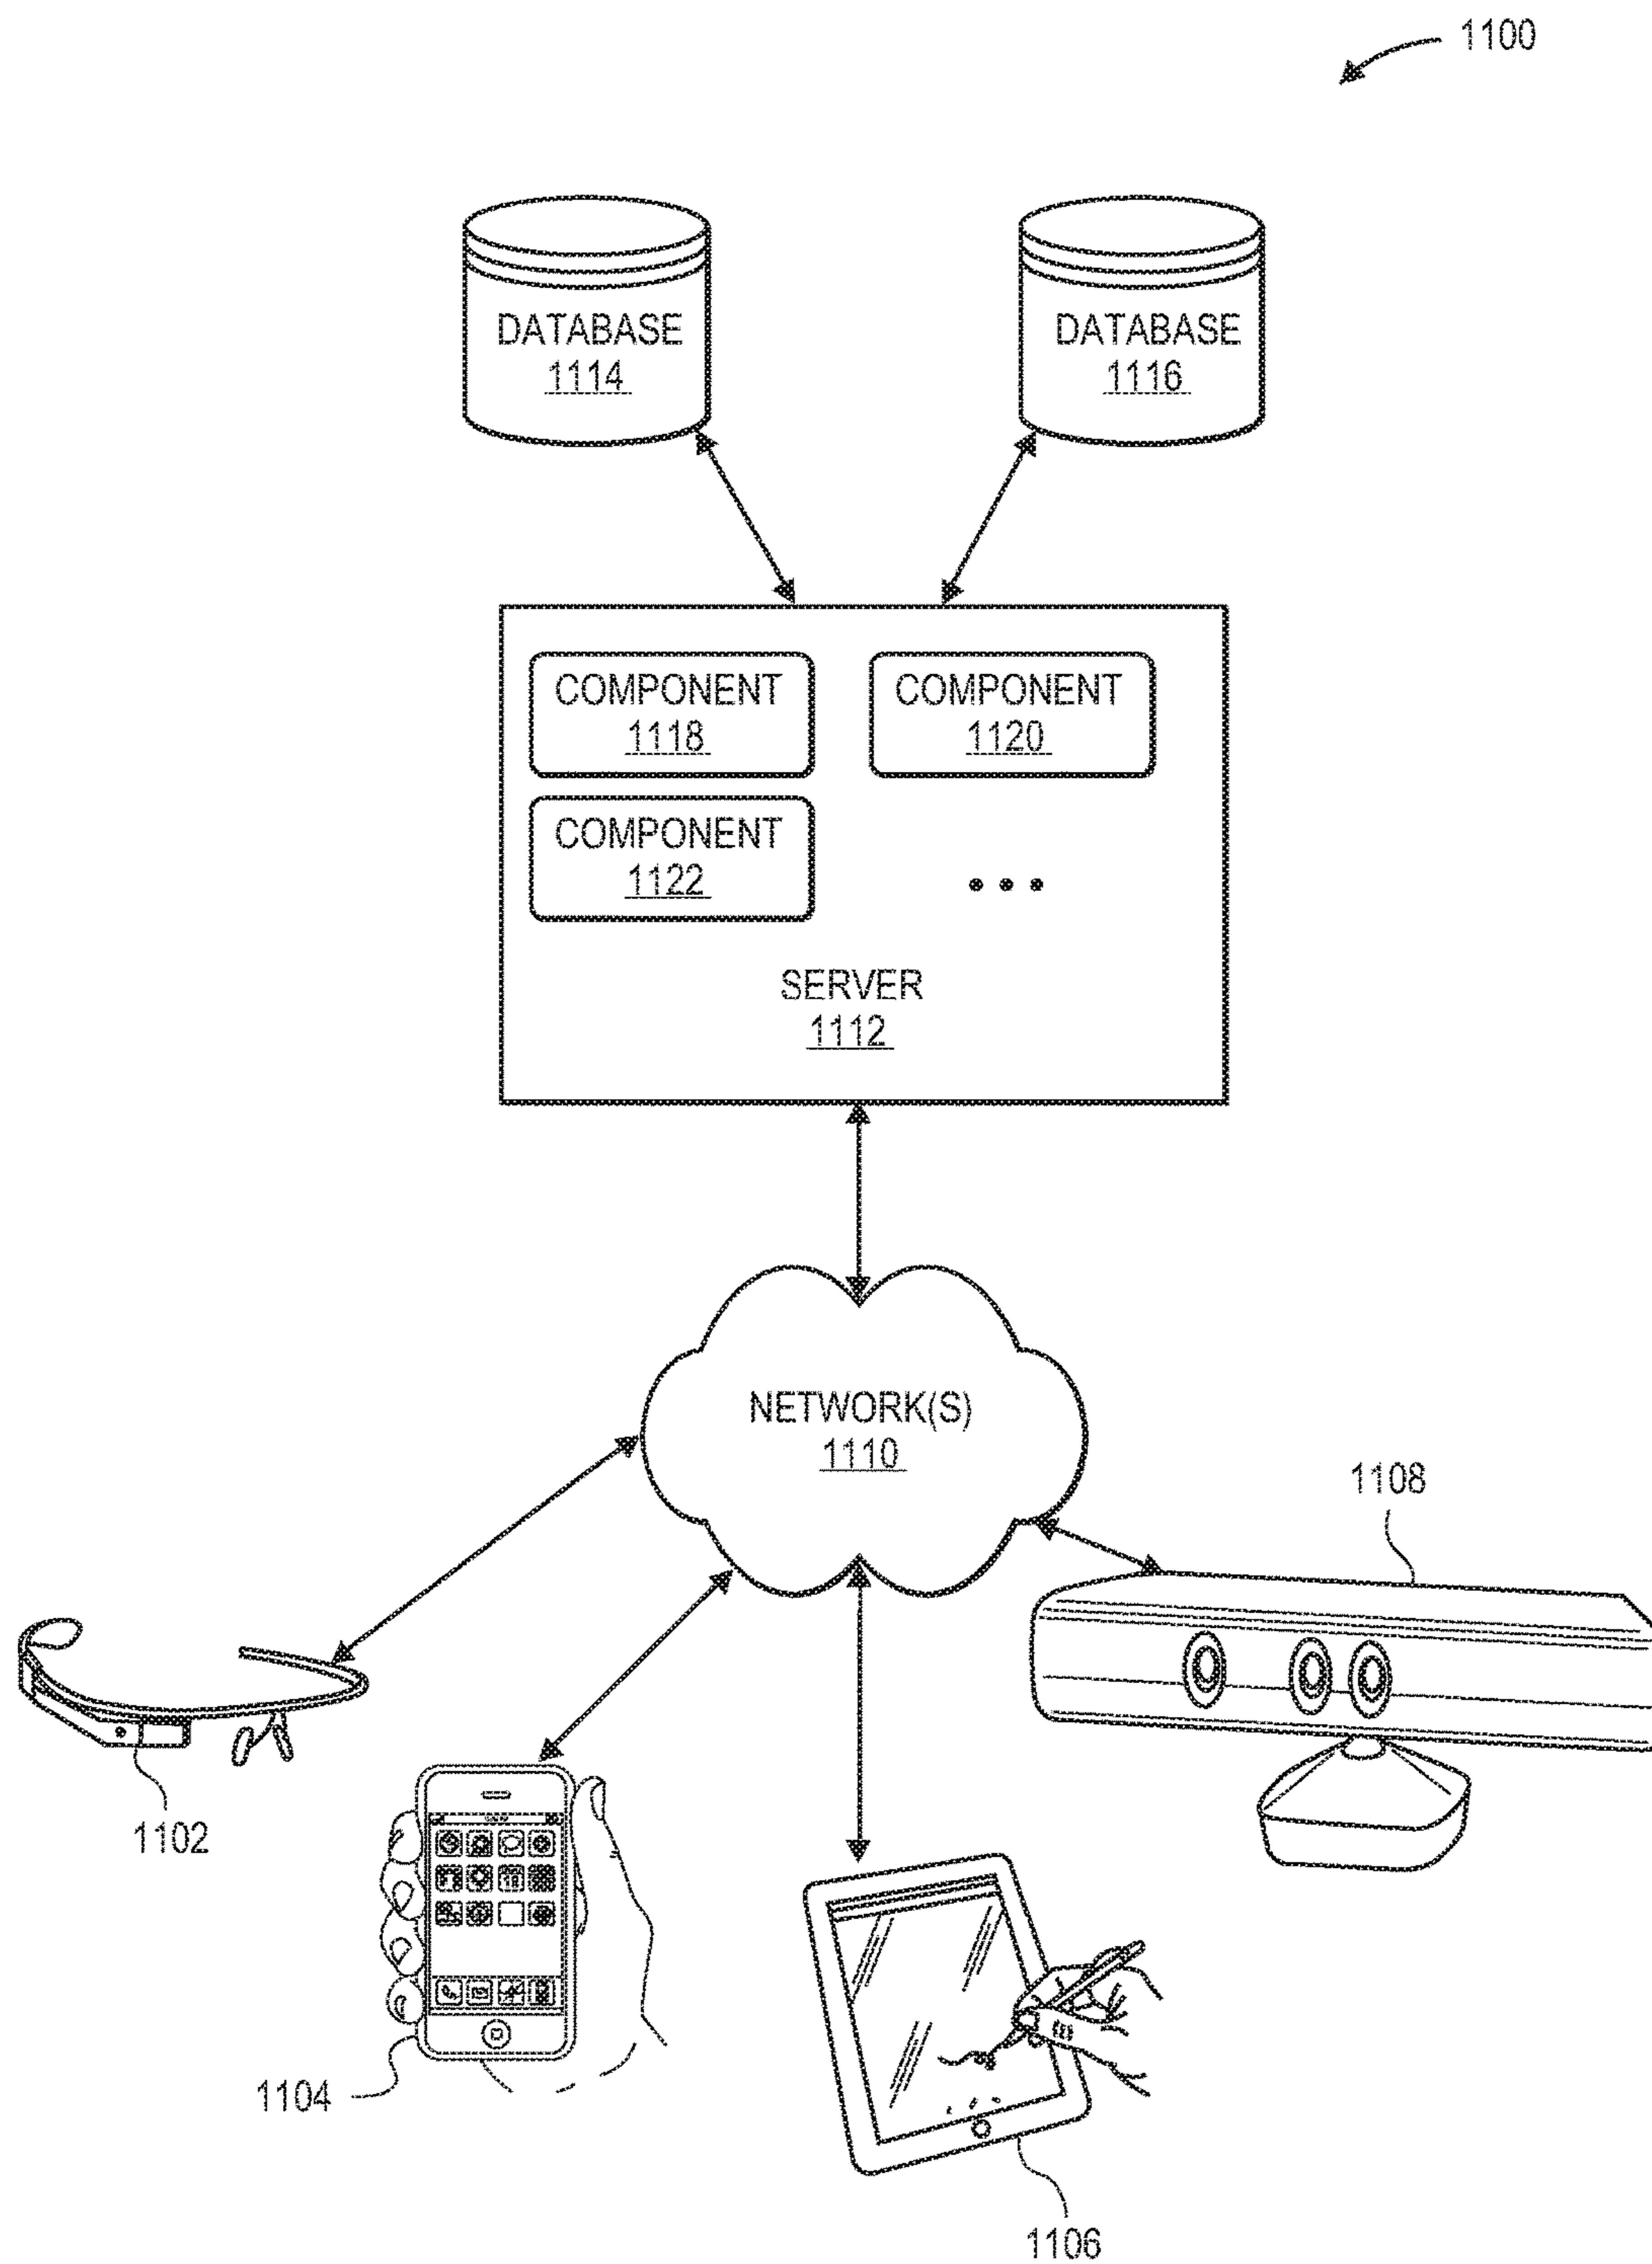 1100
DATABASE
1114
DATABASE
1116
COMPONENT
1118
COMPONENT
1120
COMPONENT
1122
SERVER
1112
NETWORK(S)
1110
1108
1102
1104
1106